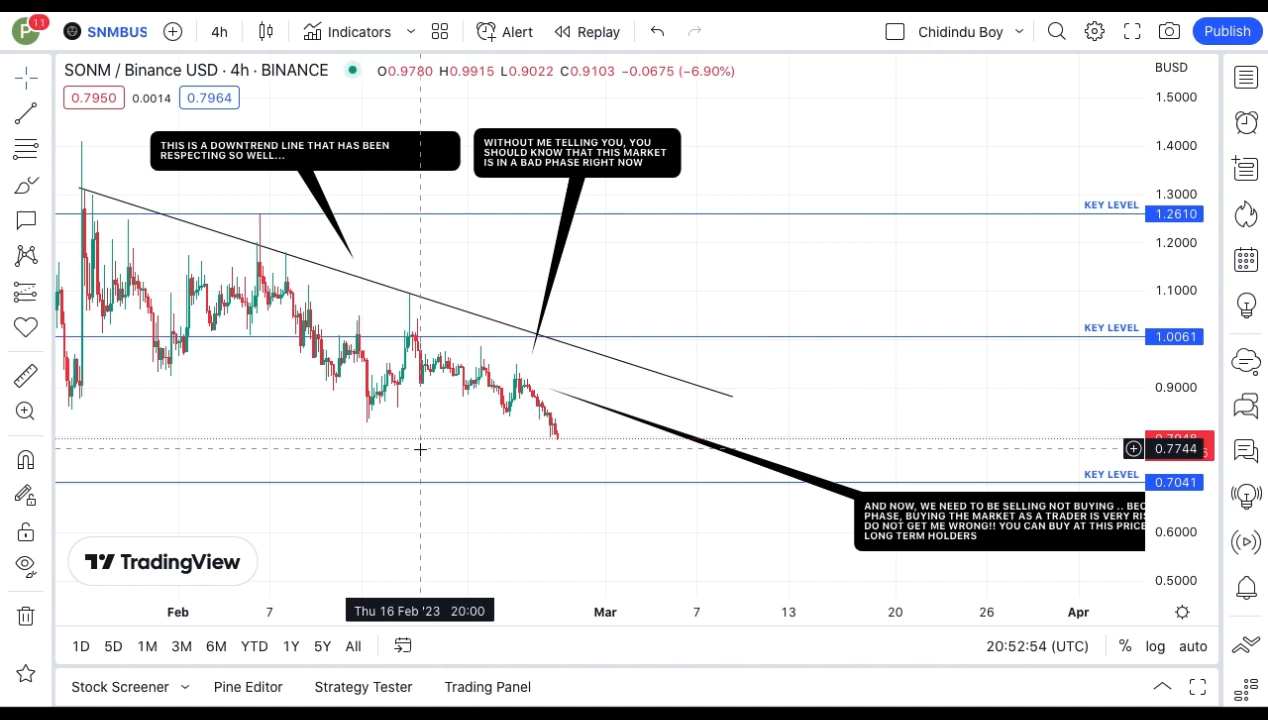 P
11
SNMBUS
4h
Indicators
Alert
Replay
Chidindu Boy
Publish
SONM / Binance USD · 4h · BINANCE
O0.9780 H0.9915 L0.9022 C0.9103 −0.0675 (−6.90%)
BUSD
0.7950
0.0014
0.7964
1.5000
THIS IS A DOWNTREND LINE THAT HAS BEEN
RESPECTING SO WELL...
WITHOUT ME TELLING YOU, YOU
SHOULD KNOW THAT THIS MARKET
IS IN A BAD PHASE RIGHT NOW
1.4000
1.3000
KEY LEVEL
1.2610
1.2000
1.1000
KEY LEVEL
1.0061
0.9000
0.7744
KEY LEVEL
0.7041
AND NOW, WE NEED TO BE SELLING NOT BUYING ..
PHASE, BUYING THE MARKET AS A TRADER IS VERY
DO NOT GET ME WRONG!! YOU CAN BUY AT THIS PRICE
LONG TERM HOLDERS
0.6000
TradingView
0.5000
Feb
7
Thu 16 Feb '23 20:00
Mar
7
13
20
26
Apr
1D 5D 1M 3M 6M YTD 1Y 5Y All
20:52:54 (UTC)
% log auto
Stock Screener
Pine Editor
Strategy Tester
Trading Panel